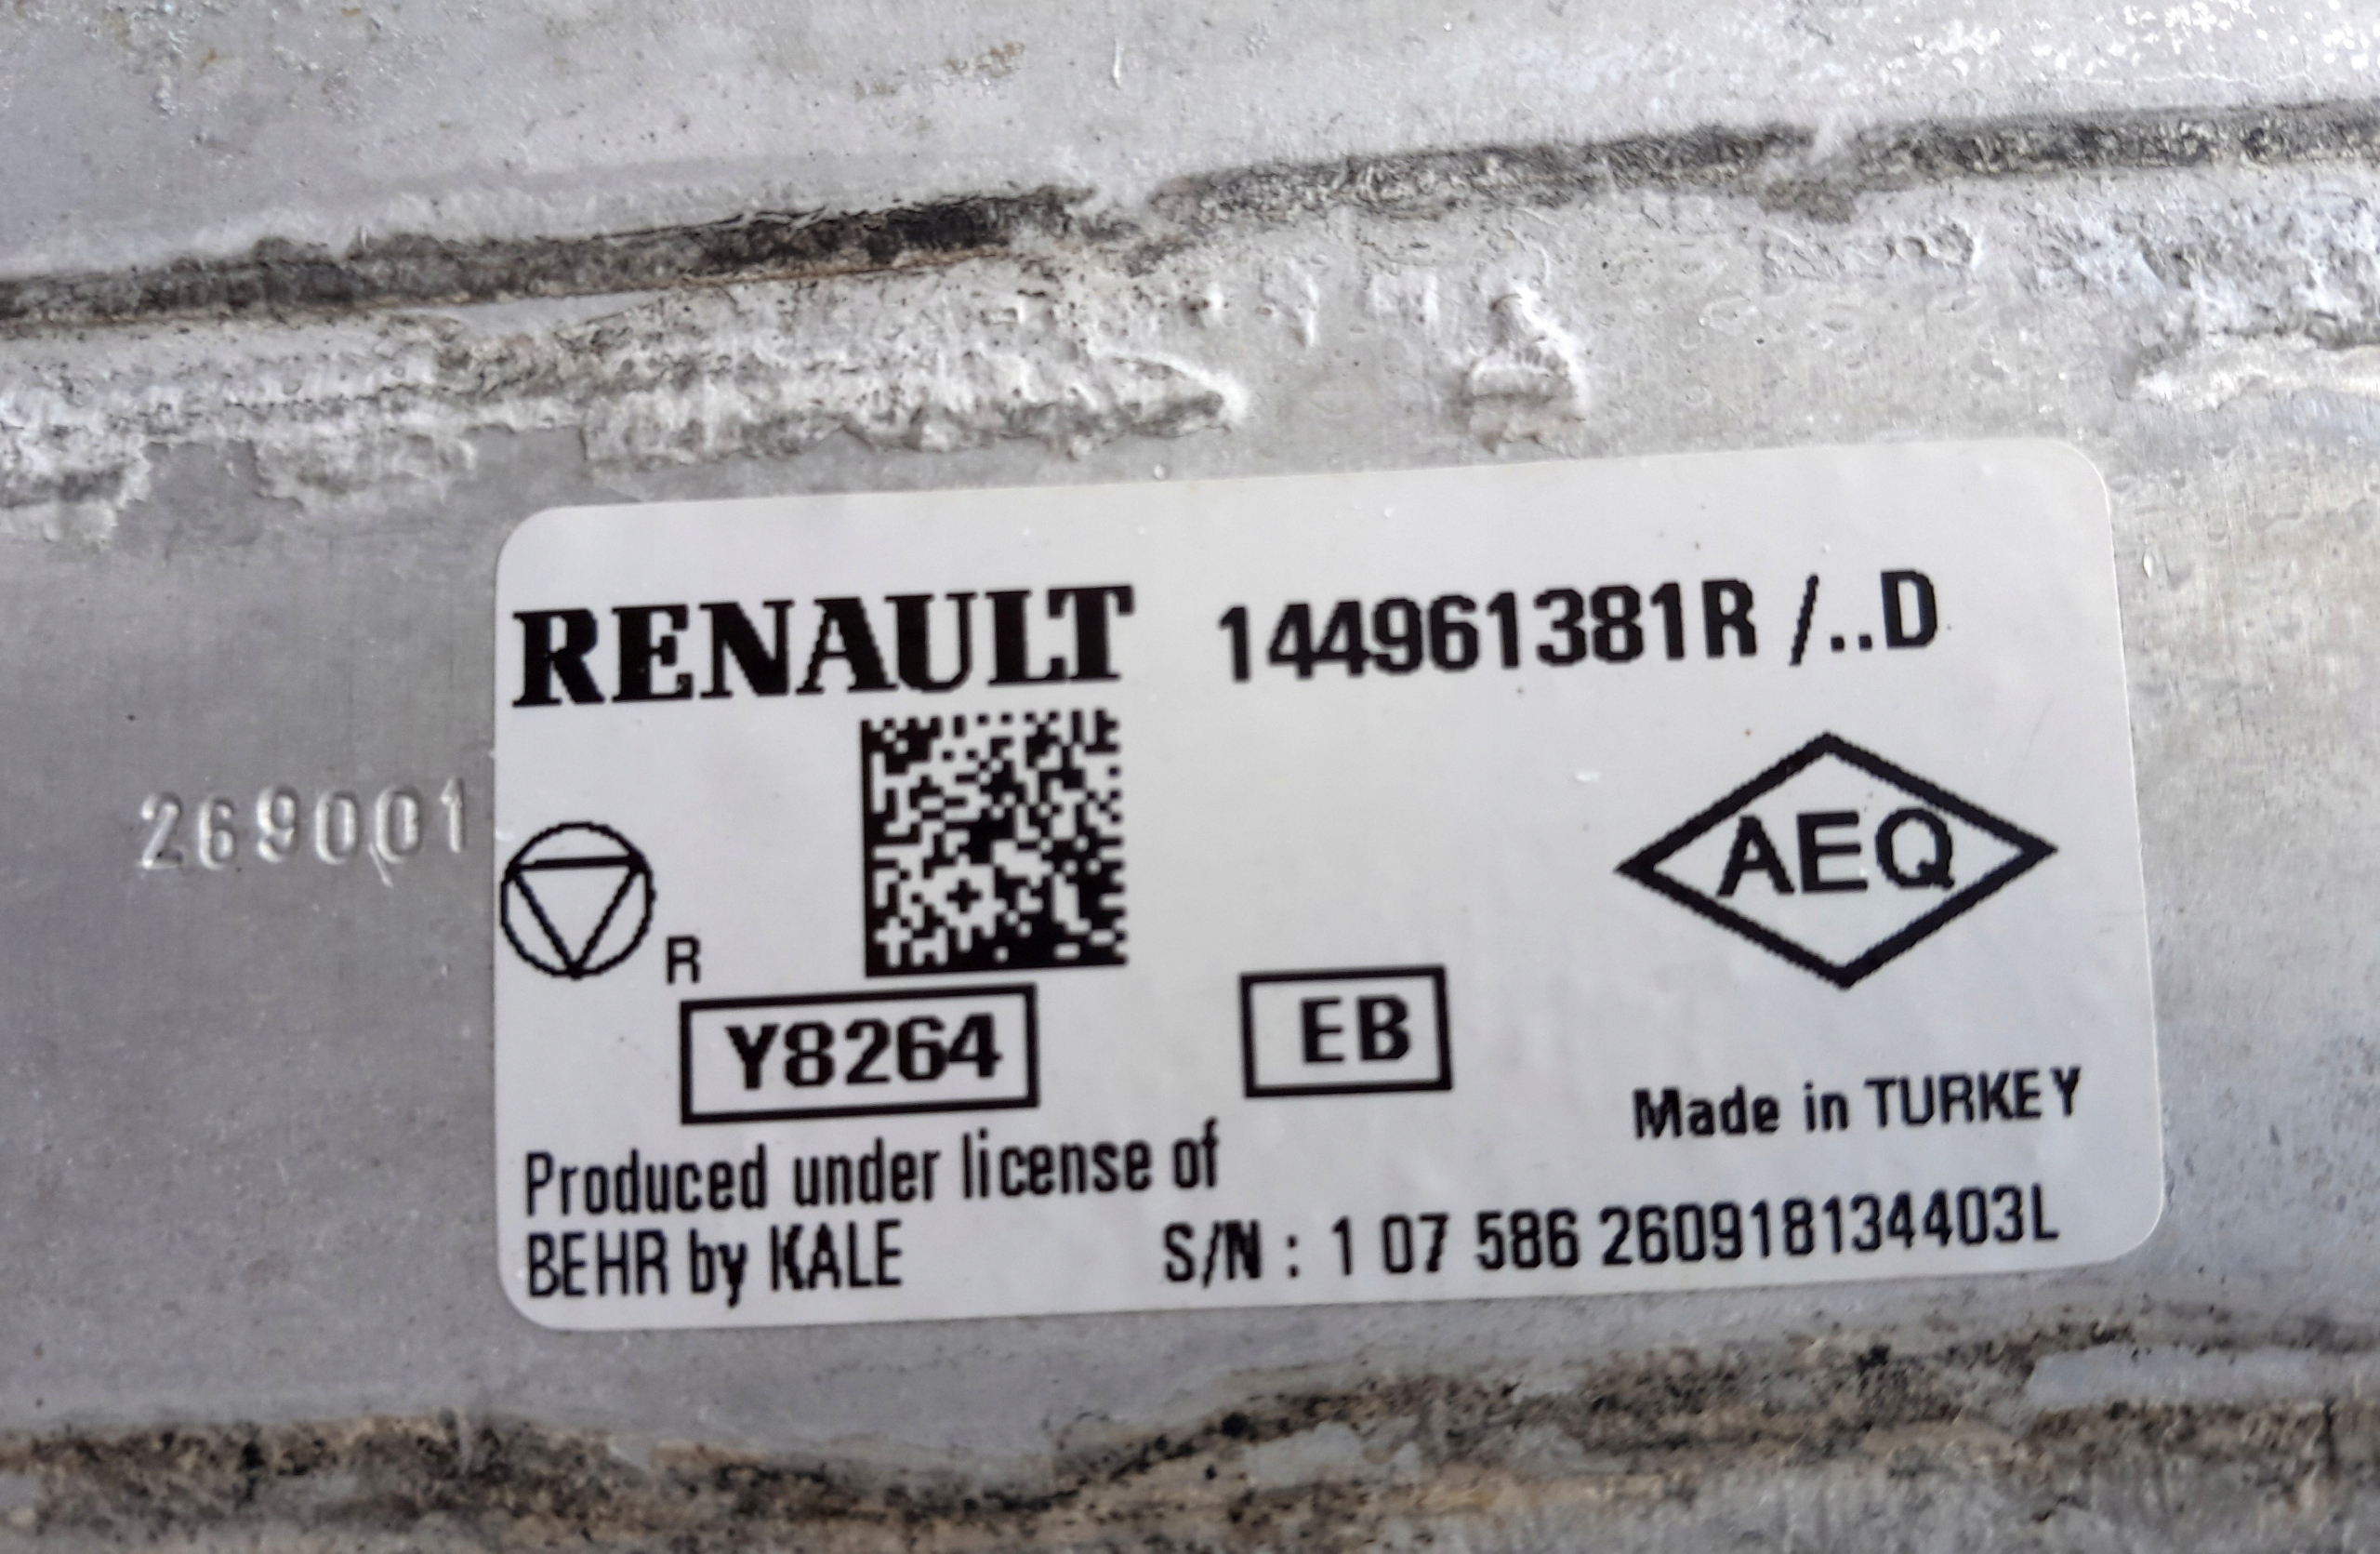 RENAULT 144961381R /..D
269001
AEQ
R
Y8264
EB
Made in TURKEY
Produced under license of
BEHR by KALE
S/N : 1 07 586 260918134403L